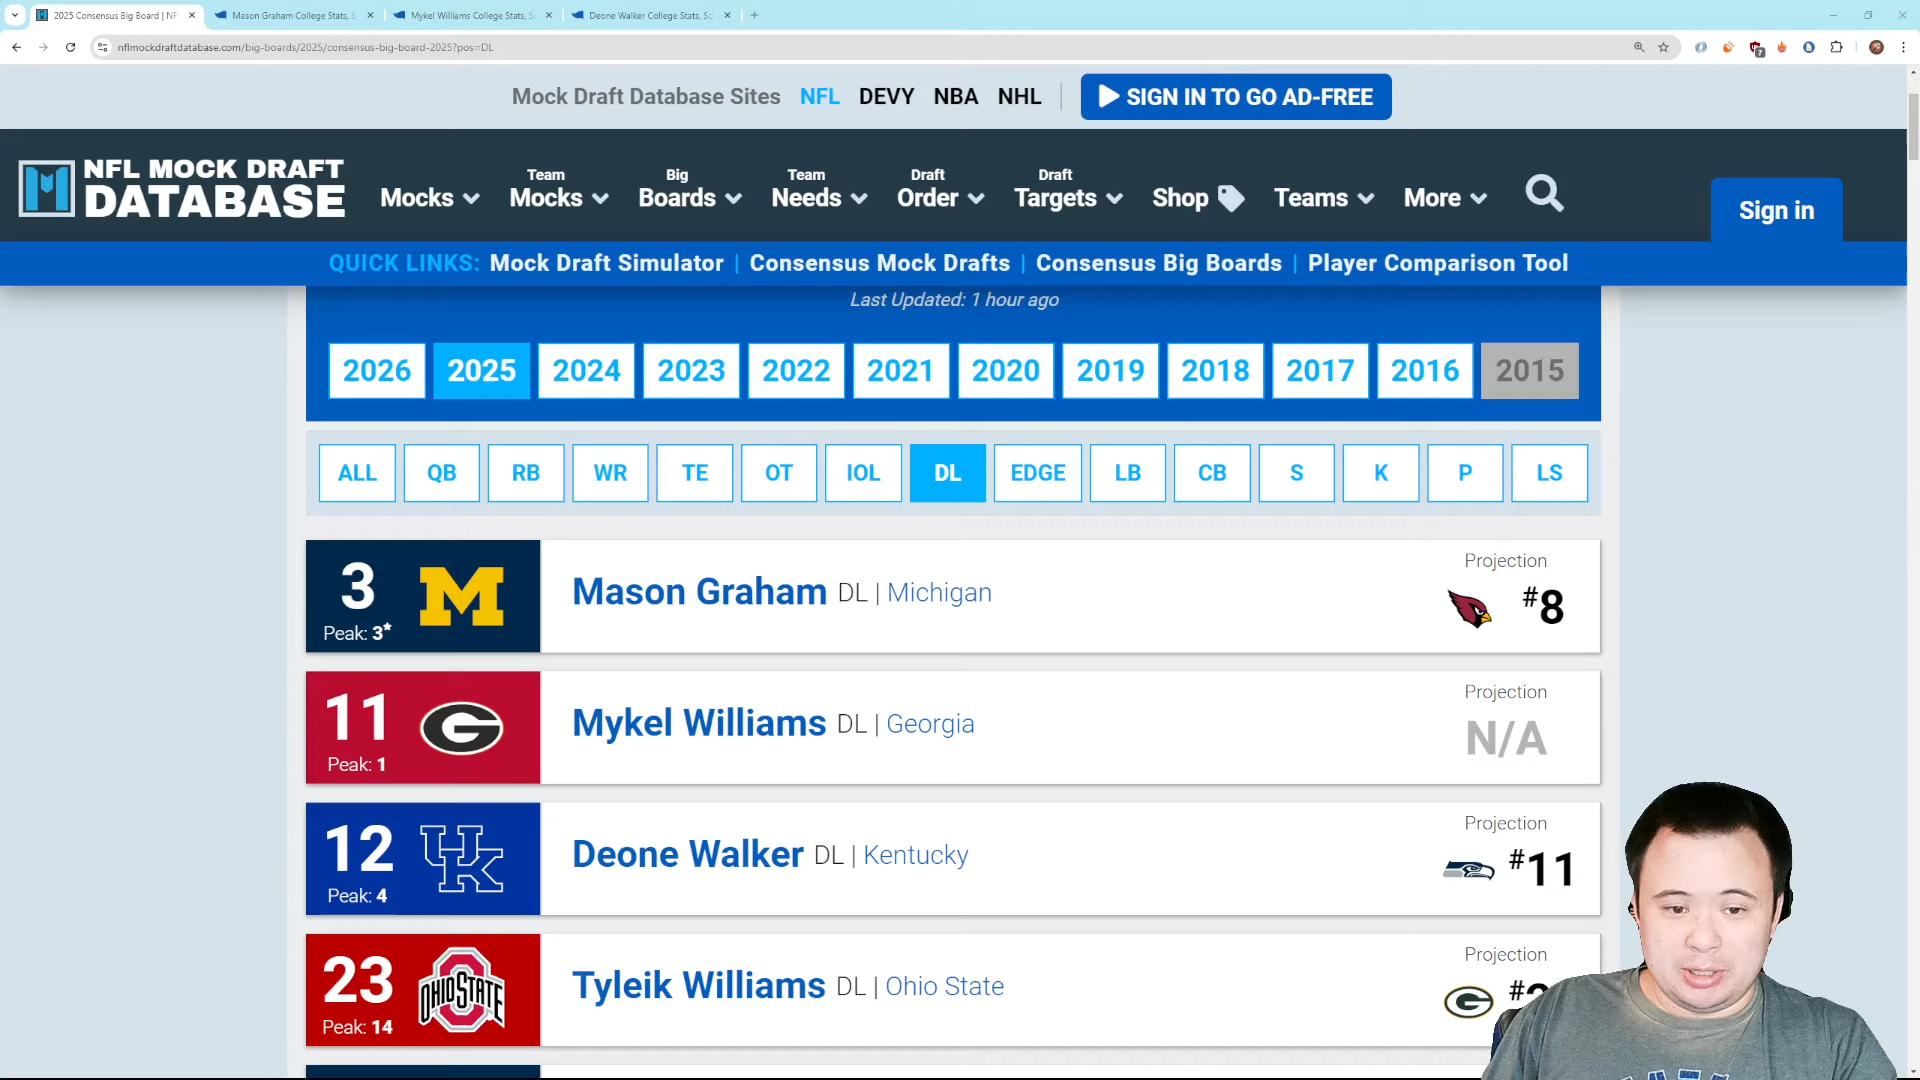 2025 Consensus Big Board | NF
Mason Graham College Stats, S
Mykel Williams College Stats, S
Deone Walker College Stats, Sc
nflmockdraftdatabase.com/big-boards/2025/consensus-big-board-2025?pos=DL
7
Mock Draft Database Sites NFL DEVY NBA NHL SIGN IN TO GO AD-FREE
NFL MOCK DRAFT
DATABASE
Mocks
Team
Mocks
Big
Boards
Team
Needs
Draft
Order
Draft
Targets
Shop
Teams
More
Sign in
QUICK LINKS: Mock Draft Simulator | Consensus Mock Drafts | Consensus Big Boards | Player Comparison Tool
Last Updated: 1 hour ago
2026 2025 2024 2023 2022 2021 2020 2019 2018 2017 2016 2015
ALL QB RB WR TE OT IOL DL EDGE LB CB S K P LS
3
Peak: 3*
M
Mason Graham DL | Michigan
Projection
#8
11
Peak: 1
G
Mykel Williams DL | Georgia
Projection
N/A
12
Peak: 4
UK
Deone Walker DL | Kentucky
Projection
#11
23
Peak: 14
OHIO STATE
Tyleik Williams DL | Ohio State
Projection
G